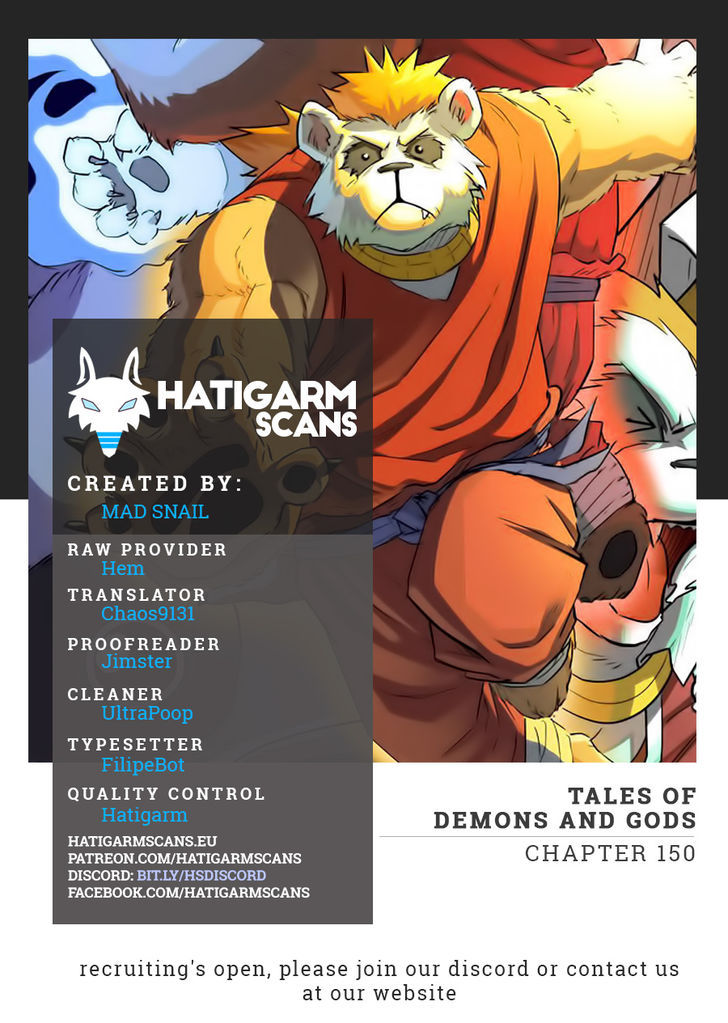 HATIGARM
SCANS
CREATED BY:
MAD SNAIL
RAW PROVIDER
Hem
TRANSLATOR
Chaos9131
PROOFREADER
Jimster
CLEANER
UltraPoop
TYPESETTER
FilipeBot
QUALITY CONTROL
Hatigarm
HATIGARMSCANS.EU
PATREON.COM/HATIGARMSCANS
DISCORD: BIT.LY/HSDISCORD
FACEBOOK.COM/HATIGARMSCANS
TALES OF
DEMONS AND GODS
CHAPTER 150
recruiting's open, please join our discord or contact us
at our website